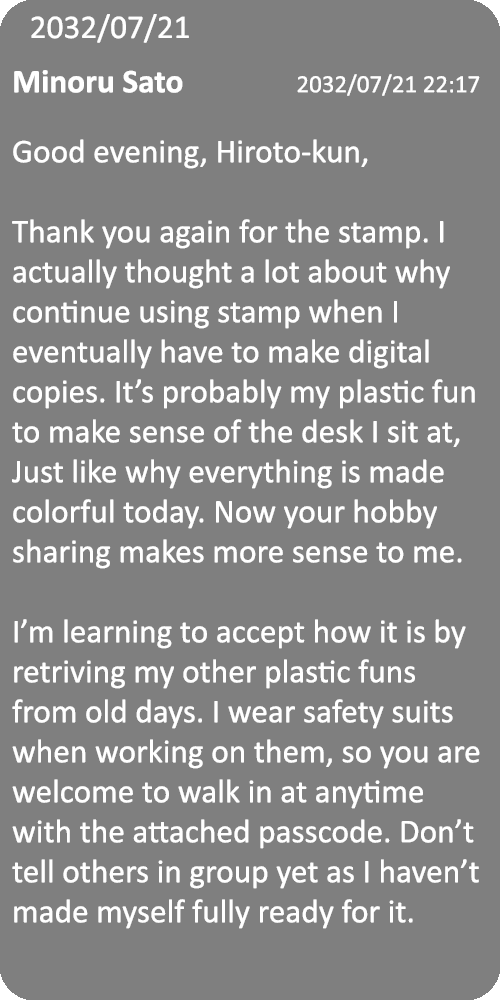 2032/07/21
Minoru Sato 2032/07/21 22:17
Good evening, Hiroto-kun,
Thank you again for the stamp. I
actually thought a lot about why
continue using stamp when I
eventually have to make digital
copies. It’s probably my plastic fun
to make sense of the desk I sit at,
Just like why everything is made
colorful today. Now your hobby
sharing makes more sense to me.
I’m learning to accept how it is by
retriving my other plastic funs
from old days. I wear safety suits
when working on them, so you are
welcome to walk in at anytime
with the attached passcode. Don’t
tell others in group yet as I haven’t
made myself fully ready for it.